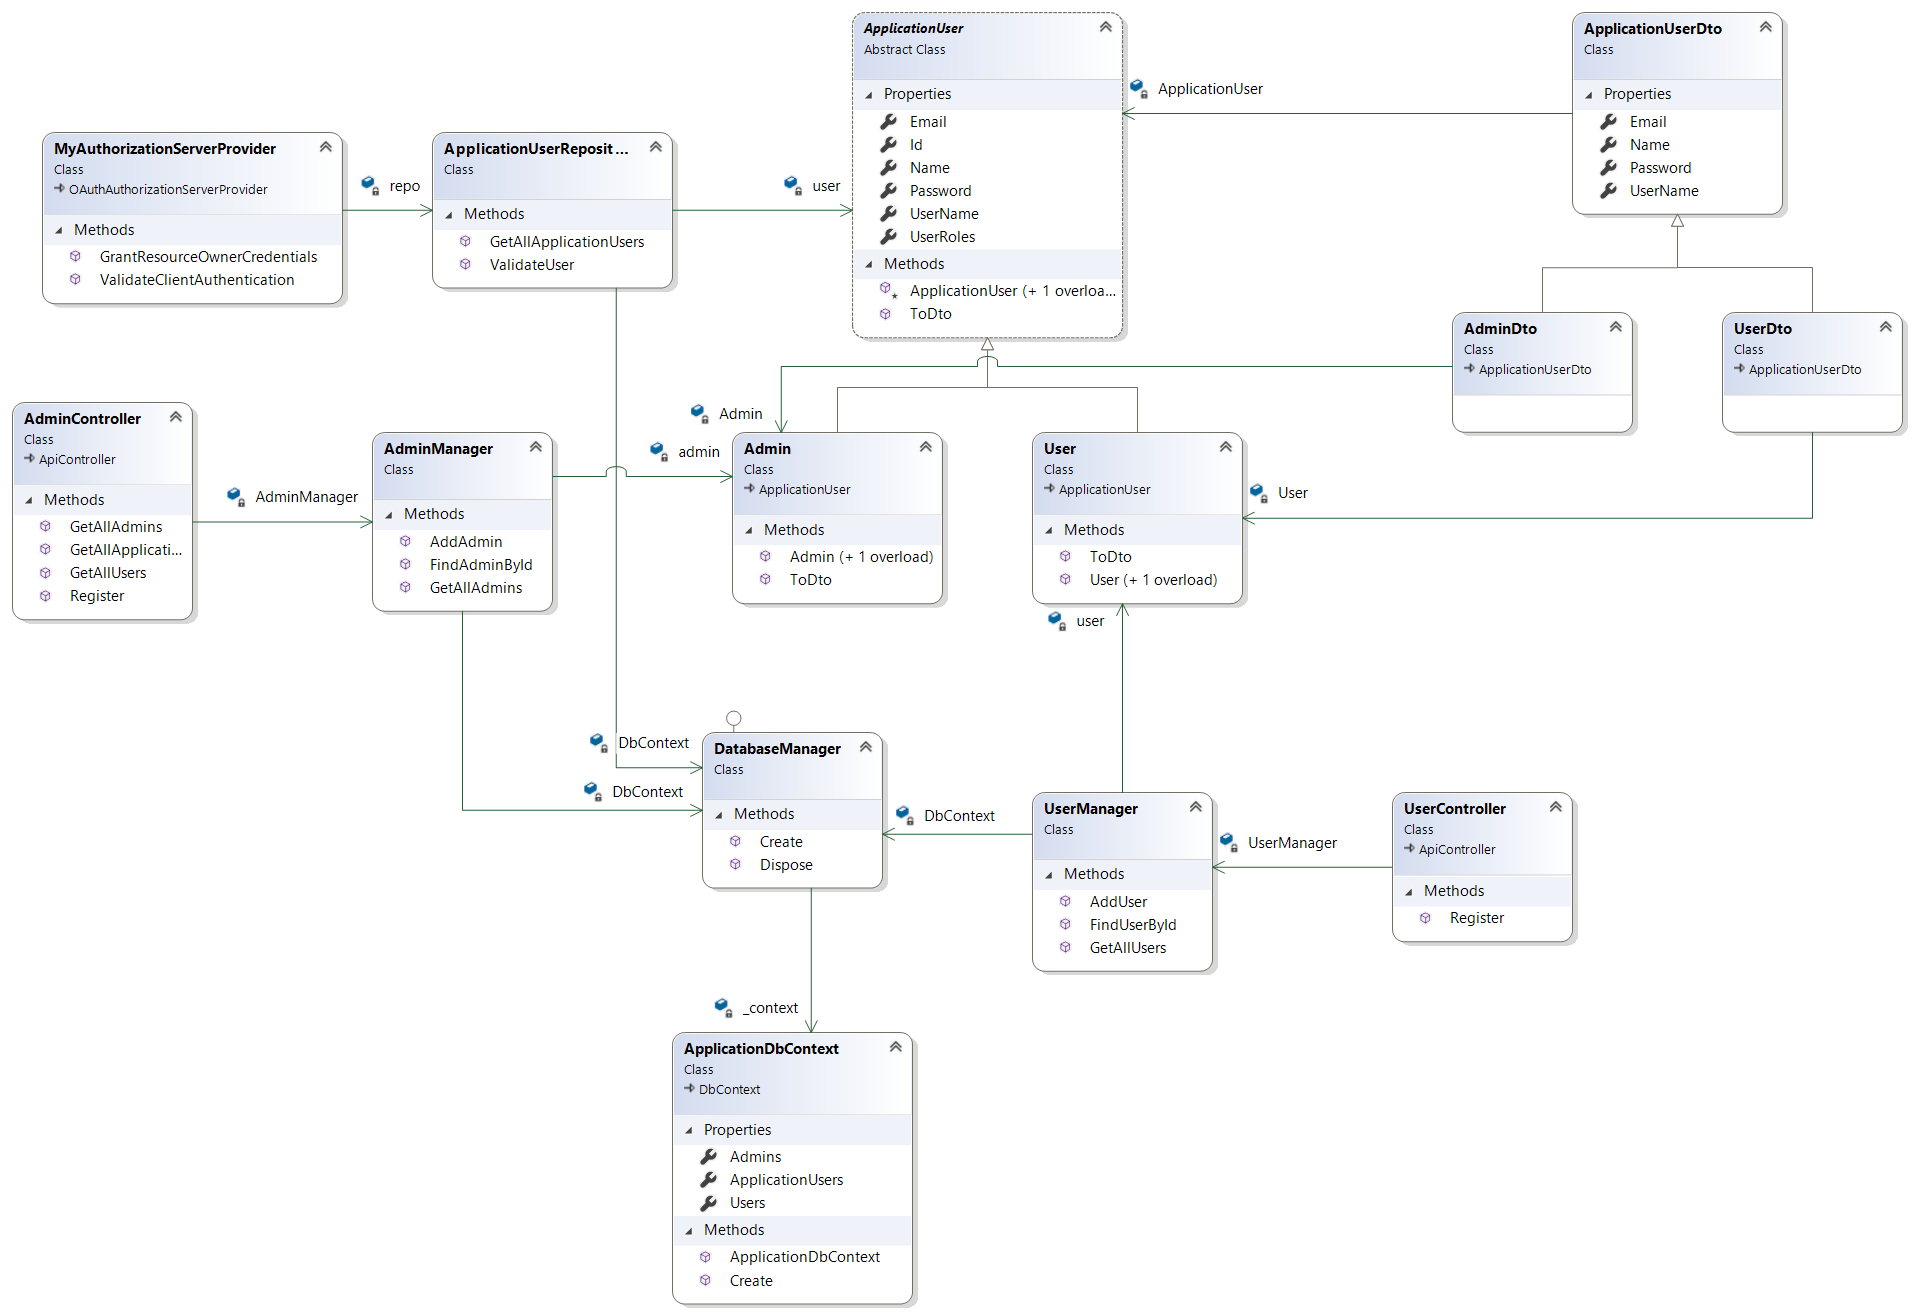 ApplicationUser
Abstract Class
Properties
Email
Id
Name
Password
UserName
UserRoles
Methods
ApplicationUser (+ 1 overloa...
ToDto
ApplicationUser
ApplicationUserDto
Class
Properties
Email
Name
Password
UserName
MyAuthorizationServerProvider
Class
OAuthAuthorizationServerProvider
Methods
GrantResourceOwnerCredentials
ValidateClientAuthentication
repo
ApplicationUserReposit...
Class
Methods
GetAllApplicationUsers
ValidateUser
user
AdminDto
Class
ApplicationUserDto
UserDto
Class
ApplicationUserDto
AdminController
Class
ApiController
Methods
GetAllAdmins
GetAllApplicati...
GetAllUsers
Register
AdminManager
AdminManager
Class
Methods
AddAdmin
FindAdminById
GetAllAdmins
Admin
admin
Admin
Class
ApplicationUser
Methods
Admin (+ 1 overload)
ToDto
User
Class
ApplicationUser
Methods
ToDto
User (+ 1 overload)
User
user
DbContext
DbContext
DatabaseManager
Class
Methods
Create
Dispose
DbContext
UserManager
Class
Methods
AddUser
FindUserById
GetAllUsers
UserManager
UserController
Class
ApiController
Methods
Register
_context
ApplicationDbContext
Class
DbContext
Properties
Admins
ApplicationUsers
Users
Methods
ApplicationDbContext
Create